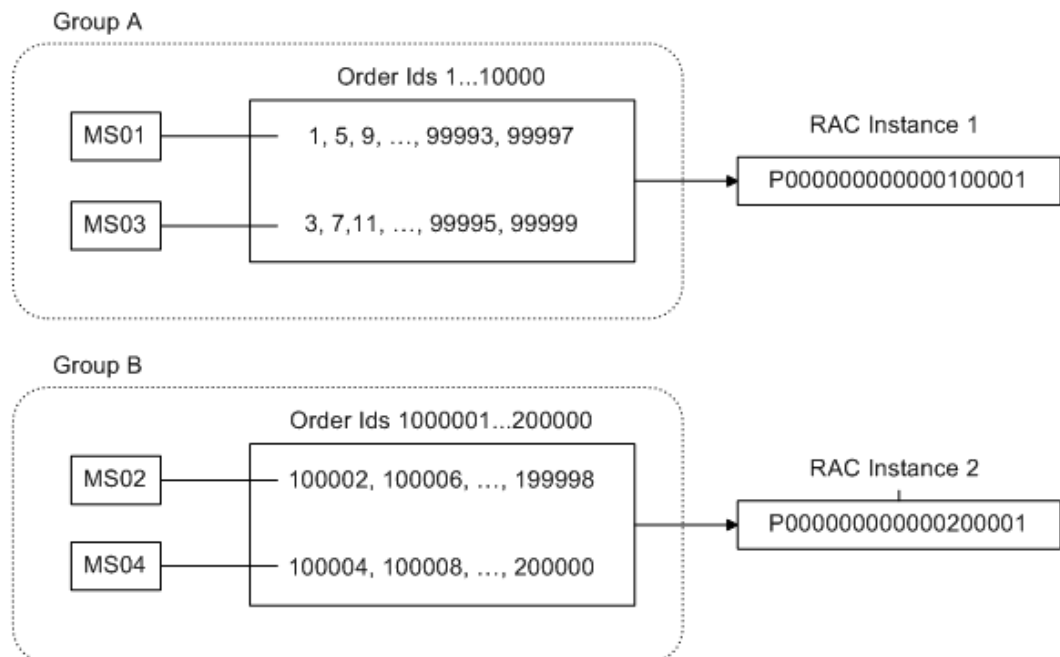 Group A
Order Ids 1...10000
MS01
1, 5, 9, ..., 99993, 99997
MS03
3, 7,11, ..., 99995, 99999
RAC Instance 1
P000000000000100001
Group B
Order Ids 1000001...200000
MS02
100002, 100006, ..., 199998
MS04
100004, 100008, ..., 200000
RAC Instance 2
P000000000000200001